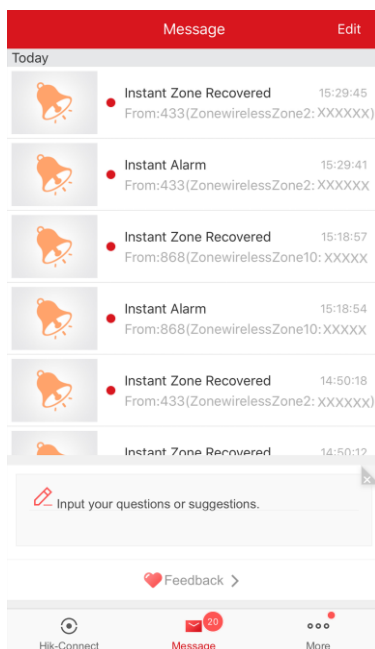 Message
Edit
Today
Instant Zone Recovered 15:29:45
From:433(ZonewirelessZone2: XXXXXX)
Instant Alarm 15:29:41
From:433(ZonewirelessZone2: XXXXXX
Instant Zone Recovered 15:18:57
From:868(ZonewirelessZone10: XXXXX
Instant Alarm 15:18:54
From:868(ZonewirelessZone10: XXXXX
Instant Zone Recovered 14:50:18
From:433(ZonewirelessZone2: XXXXXX)
Instant Zone Recovered 14:50:12
Input your questions or suggestions.
Feedback
20
Hik-Connect Message More